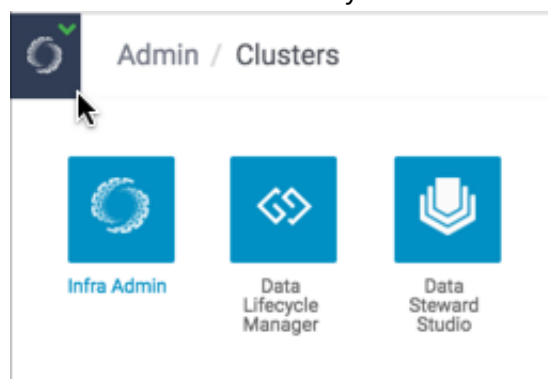 Admin / Clusters
Infra Admin
Data
Lifecycle
Manager
Data
Steward
Studio